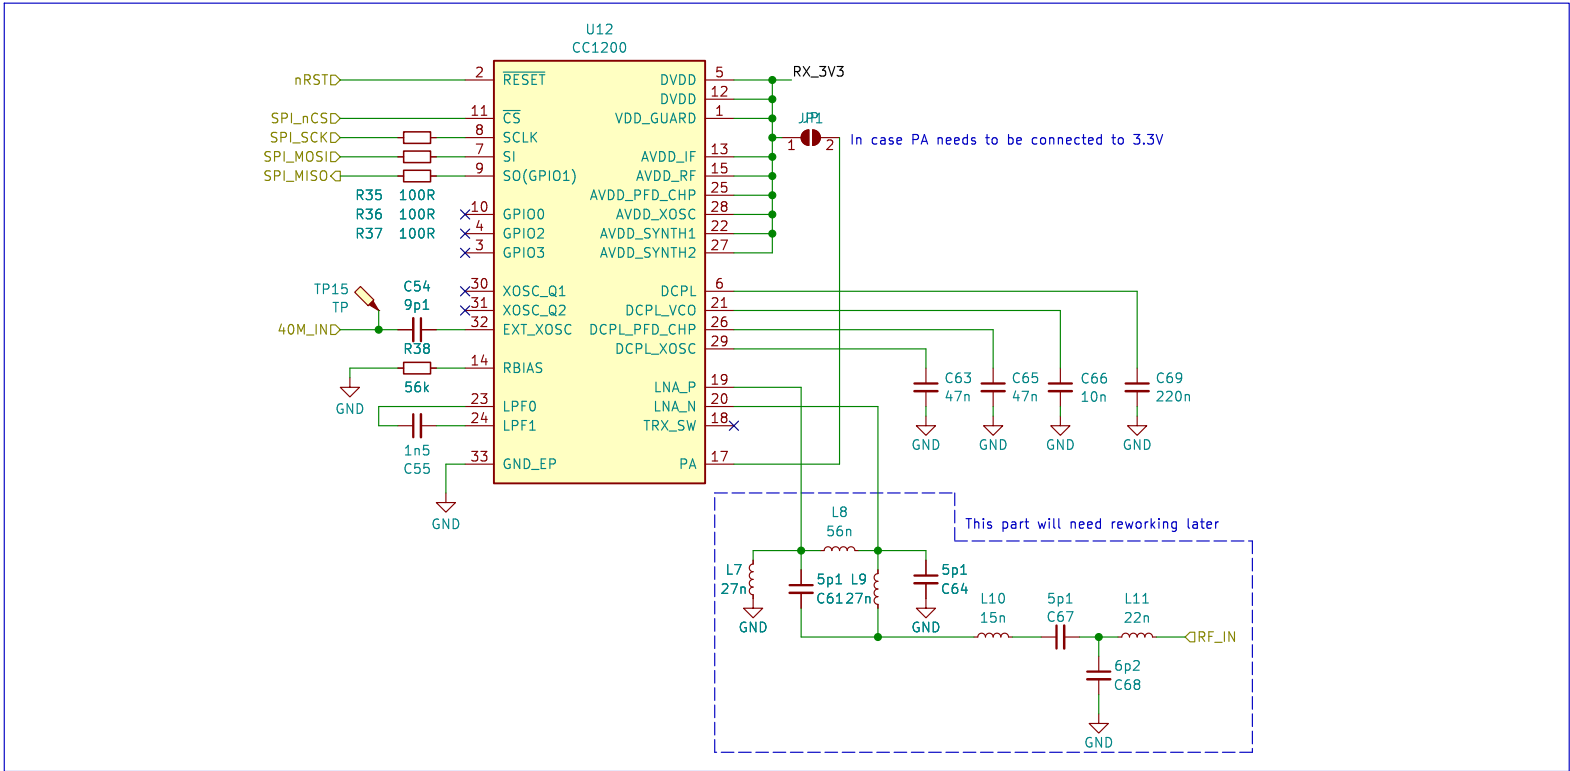 U12
CC1200
nRST
SPI_nCS
SPI_SCK
SPI_MOSI
SPI_MISO
R35 100R
R36 100R
R37 100R
2 RESET
11 CS
8 SCLK
7 SI
9 SO(GPIO1)
10 GPIO0
4 GPIO2
3 GPIO3
30 XOSC_Q1
31 XOSC_Q2
32 EXT_XOSC
14 RBIAS
23 LPF0
24 LPF1
33 GND_EP
TP15
TP
C54
9p1
40M_IN
R38
56k
GND
1n5
C55
GND
DVDD 5
DVDD 12
VDD_GUARD 1
AVDD_IF 13
AVDD_RF 15
AVDD_PFD_CHP 25
AVDD_XOSC 28
AVDD_SYNTH1 22
AVDD_SYNTH2 27
DCPL 6
DCPL_VCO 21
DCPL_PFD_CHP 26
DCPL_XOSC 29
LNA_P 19
LNA_N 20
TRX_SW 18
PA 17
RX_3V3
JP1
1 2
In case PA needs to be connected to 3.3V
C63
47n
GND
C65
47n
GND
C66
10n
GND
C69
220n
GND
This part will need reworking later
L8
56n
L7
27n
GND
5p1
C61
L9
27n
5p1
C64
GND
L10
15n
5p1
C67
L11
22n
RF_IN
6p2
C68
GND